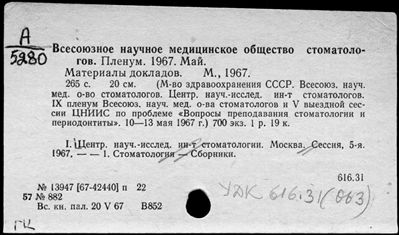 А
5280
Всесоюзное научное медицинское общество стоматоло-
гов. Пленум. 1967. Май.
Материалы докладов. М., 1967.
265 с. 20 см. (М-во здравоохранения СССР. Всесоюз. науч.
мед. о-во стоматологов. Центр. науч.-исслед. ин-т стоматологов.
IX пленум Всесоюз. науч. мед. о-ва стоматологов и V выездной сес-
сии ЦНИИС по проблеме «Вопросы преподавания стоматологии и
периодонтиты». 10—13 мая 1967 г.) 700 экз. 1 р. 19 к.
I. Центр. науч.-исслед. ин-т стоматологии. Москва. Сессия, 5-я.
1967. — — 1. Стоматология — Сборники.
616.31
№ 13947 [67-42440] п 22
57 № 882
Вс. кн. пал. 20 V 67 В852
УДК 616.31(063)